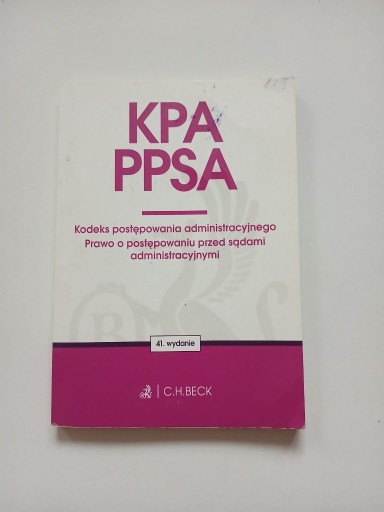 KPA
PPSA
Kodeks postępowania administracyjnego
Prawo o postępowaniu przed sądami
administracyjnymi
41. wydanie
C.H.BECK